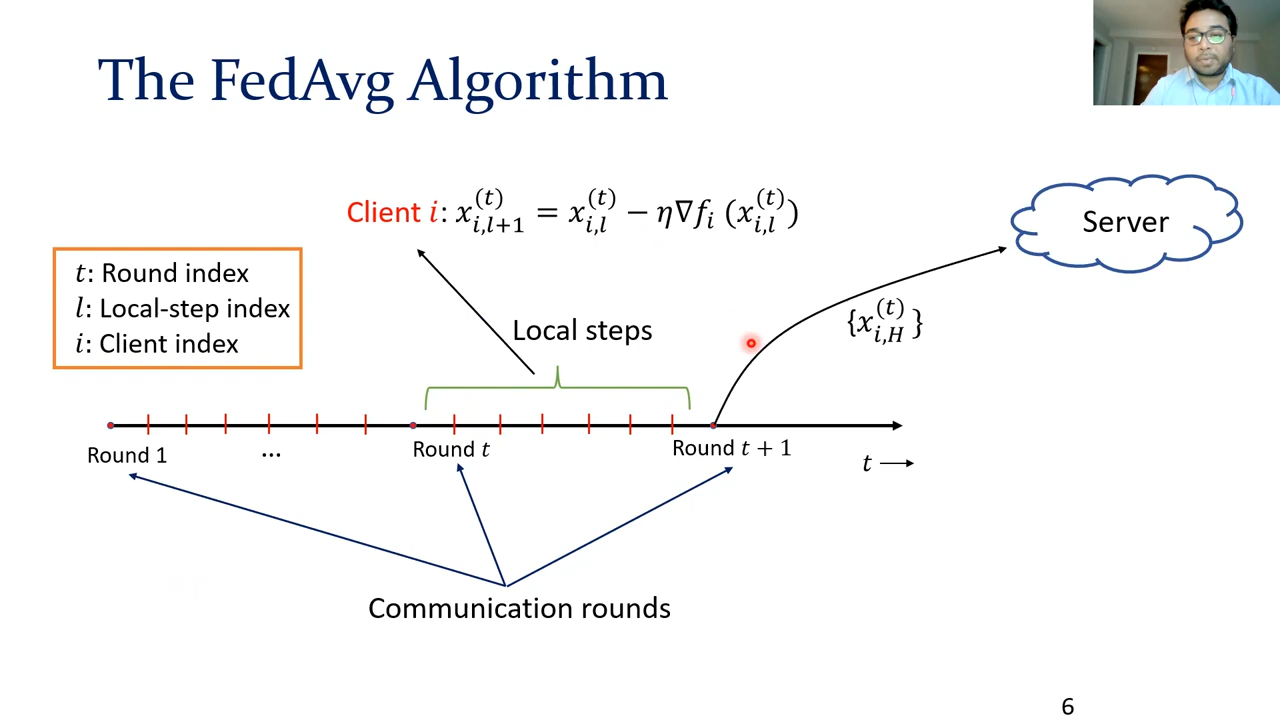 The FedAvg Algorithm
Client i: x_{i,l+1}^{(t)} = x_{i,l}^{(t)} − η∇f_i (x_{i,l}^{(t)})
Server
t: Round index
l: Local-step index
i: Client index
Local steps
{x_{i,H}^{(t)}}
Round 1
...
Round t
Round t + 1
t
Communication rounds
6